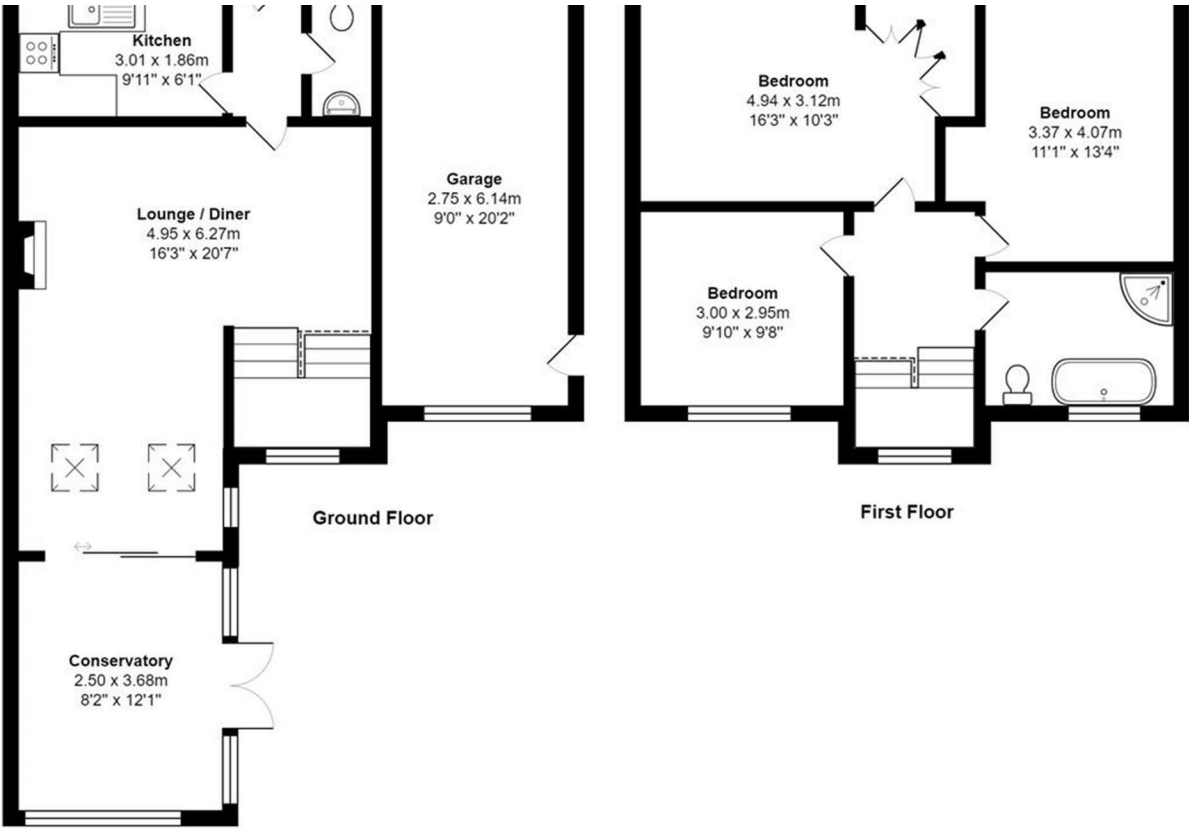 Kitchen
3.01 x 1.86m
9'11" x 6'1"
Lounge / Diner
4.95 x 6.27m
16'3" x 20'7"
Garage
2.75 x 6.14m
9'0" x 20'2"
Conservatory
2.50 x 3.68m
8'2" x 12'1"
Ground Floor
Bedroom
4.94 x 3.12m
16'3" x 10'3"
Bedroom
3.37 x 4.07m
11'1" x 13'4"
Bedroom
3.00 x 2.95m
9'10" x 9'8"
First Floor